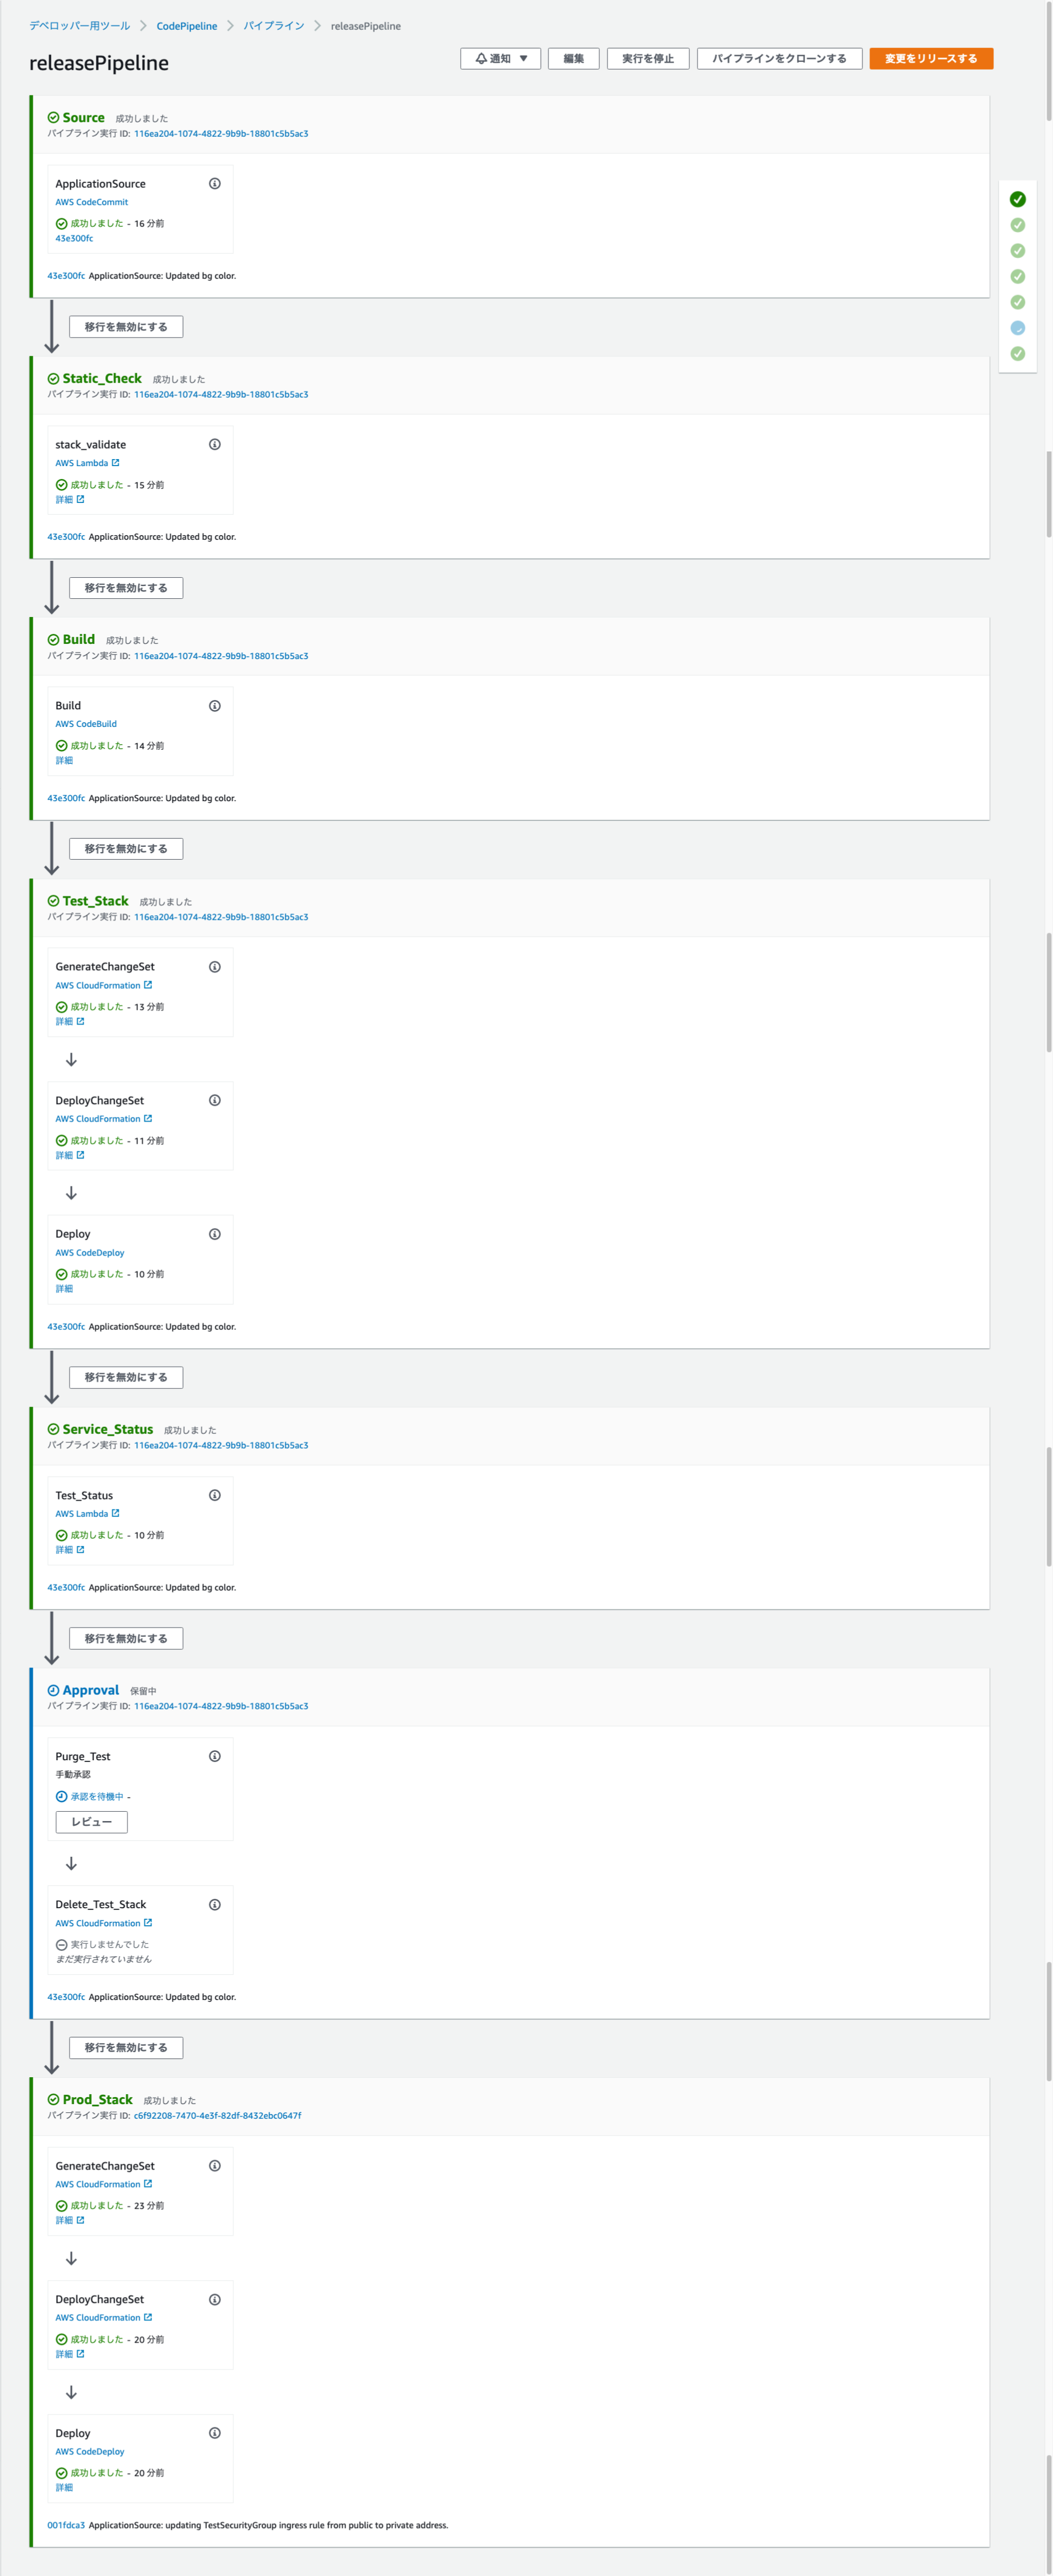 デベロッパー用ツール > CodePipeline > パイプライン > releasePipeline
releasePipeline
通知 ▼ 編集 実行を停止 パイプラインをクローンする 変更をリリースする
Source 成功しました
パイプライン実行 ID: 116ea204-1074-4822-9b9b-18801c5b5ac3
ApplicationSource
AWS CodeCommit
成功しました - 16 分前
43e300fc
43e300fc ApplicationSource: Updated bg color.
移行を無効にする
Static_Check 成功しました
パイプライン実行 ID: 116ea204-1074-4822-9b9b-18801c5b5ac3
stack_validate
AWS Lambda
成功しました - 15 分前
詳細
43e300fc ApplicationSource: Updated bg color.
移行を無効にする
Build 成功しました
パイプライン実行 ID: 116ea204-1074-4822-9b9b-18801c5b5ac3
Build
AWS CodeBuild
成功しました - 14 分前
詳細
43e300fc ApplicationSource: Updated bg color.
移行を無効にする
Test_Stack 成功しました
パイプライン実行 ID: 116ea204-1074-4822-9b9b-18801c5b5ac3
GenerateChangeSet
AWS CloudFormation
成功しました - 13 分前
詳細
DeployChangeSet
AWS CloudFormation
成功しました - 11 分前
詳細
Deploy
AWS CodeDeploy
成功しました - 10 分前
詳細
43e300fc ApplicationSource: Updated bg color.
移行を無効にする
Service_Status 成功しました
パイプライン実行 ID: 116ea204-1074-4822-9b9b-18801c5b5ac3
Test_Status
AWS Lambda
成功しました - 10 分前
詳細
43e300fc ApplicationSource: Updated bg color.
移行を無効にする
Approval 保留中
パイプライン実行 ID: 116ea204-1074-4822-9b9b-18801c5b5ac3
Purge_Test
手動承認
承認を待機中 -
レビュー
Delete_Test_Stack
AWS CloudFormation
実行しませんでした
まだ実行されていません
43e300fc ApplicationSource: Updated bg color.
移行を無効にする
Prod_Stack 成功しました
パイプライン実行 ID: c6f92208-7470-4e3f-82df-8432ebc0647f
GenerateChangeSet
AWS CloudFormation
成功しました - 23 分前
詳細
DeployChangeSet
AWS CloudFormation
成功しました - 20 分前
詳細
Deploy
AWS CodeDeploy
成功しました - 20 分前
詳細
001fdca3 ApplicationSource: updating TestSecurityGroup ingress rule from public to private address.